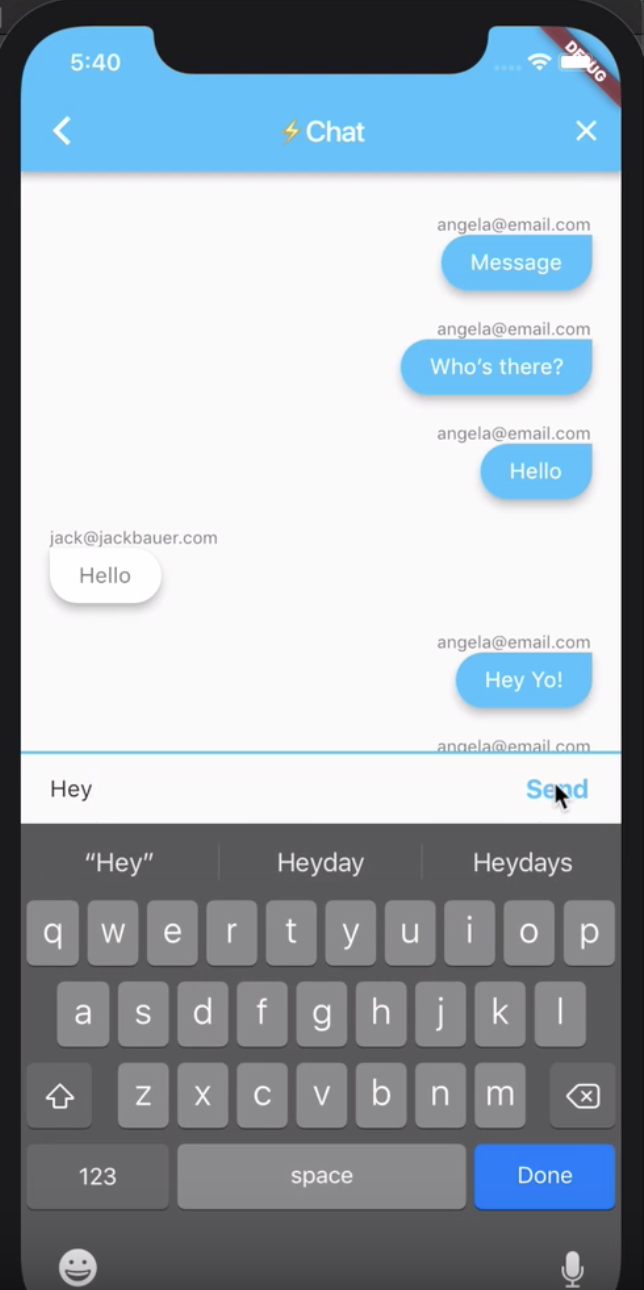 5:40
DEBUG
⚡Chat
angela@email.com
Message
angela@email.com
Who's there?
angela@email.com
Hello
jack@jackbauer.com
Hello
angela@email.com
Hey Yo!
angela@email.com
Hey Send
“Hey” Heyday Heydays
q w e r t y u i o p
a s d f g h j k l
z x c v b n m
123 space Done